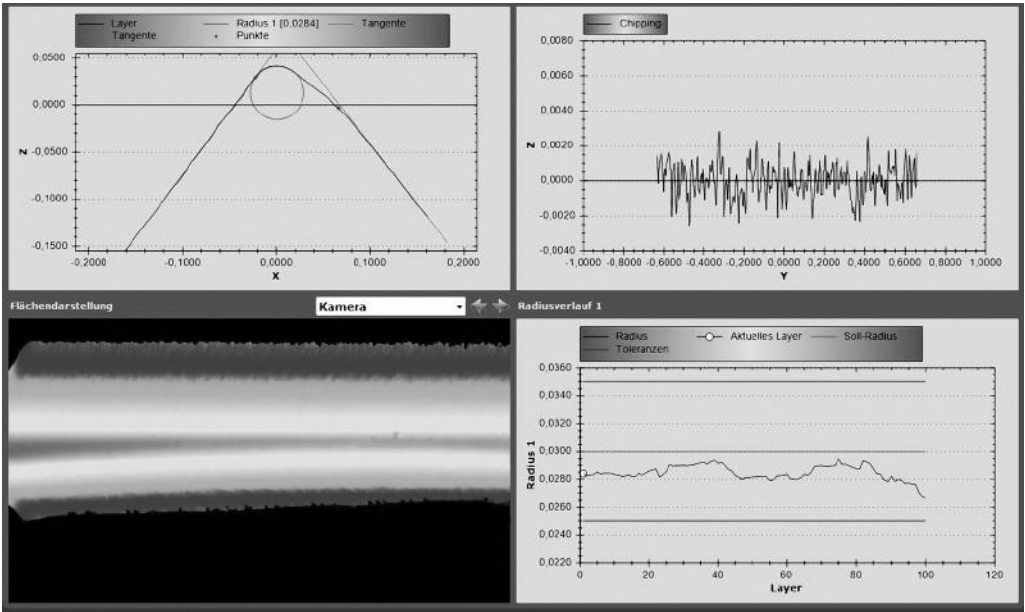 Layer Radius 1 [0.0284] Tangente
Tangente Punkte
0,0500
0,0000
-0,0500
-0,1000
-0,1500
Z
-0,2000 -0,1000 0,0000 0,1000 0,2000
X
Chipping
0,0080
0,0060
0,0040
0,0020
0,0000
-0,0020
-0,0040
Z
-1,0000 -0,8000 -0,6000 -0,4000 -0,2000 0,0000 0,2000 0,4000 0,6000 0,8000 1,0000
Y
Flächendarstellung Kamera
Radiusverlauf 1
Radius Aktuelles Layer Soll-Radius
Toleranzen
0,0360
0,0340
0,0320
0,0300
0,0280
0,0260
0,0240
0,0220
Radius 1
0 20 40 60 80 100 120
Layer